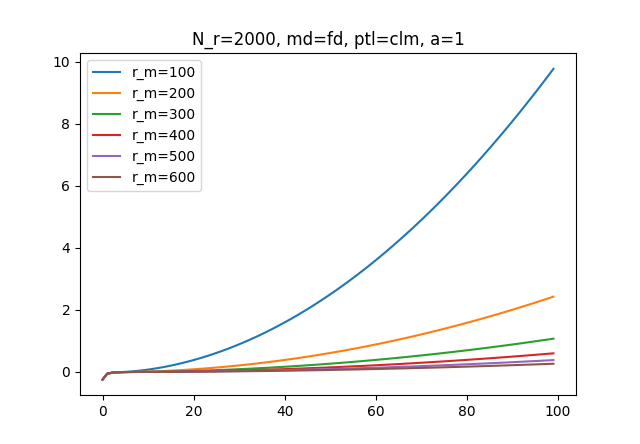 N_r=2000, md=fd, ptl=clm, a=1
10
8
6
4
2
0
r_m=100
r_m=200
r_m=300
r_m=400
r_m=500
r_m=600
0 20 40 60 80 100